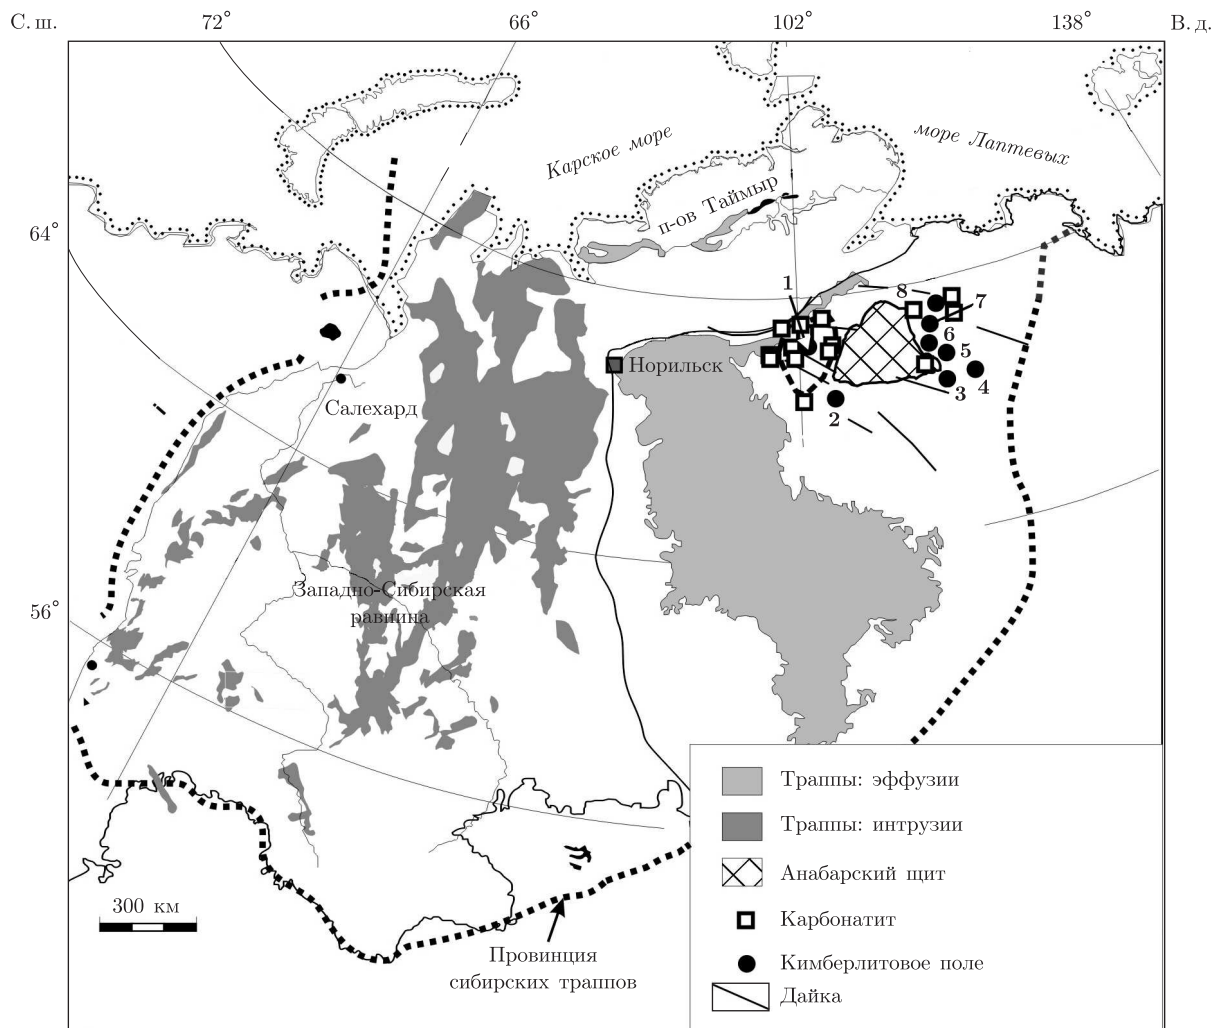 С. ш.
72°
66°
102°
138°
В. д.
Карское море
море Лаптевых
п-ов Таймыр
64°
1
8
7
6
5
4
3
2
Норильск
Салехард
Западно-Сибирская
равнина
56°
300 км
Провинция
сибирских траппов
Траппы: эффузии
Траппы: интрузии
Анабарский щит
Карбонатит
Кимберлитовое поле
Дайка